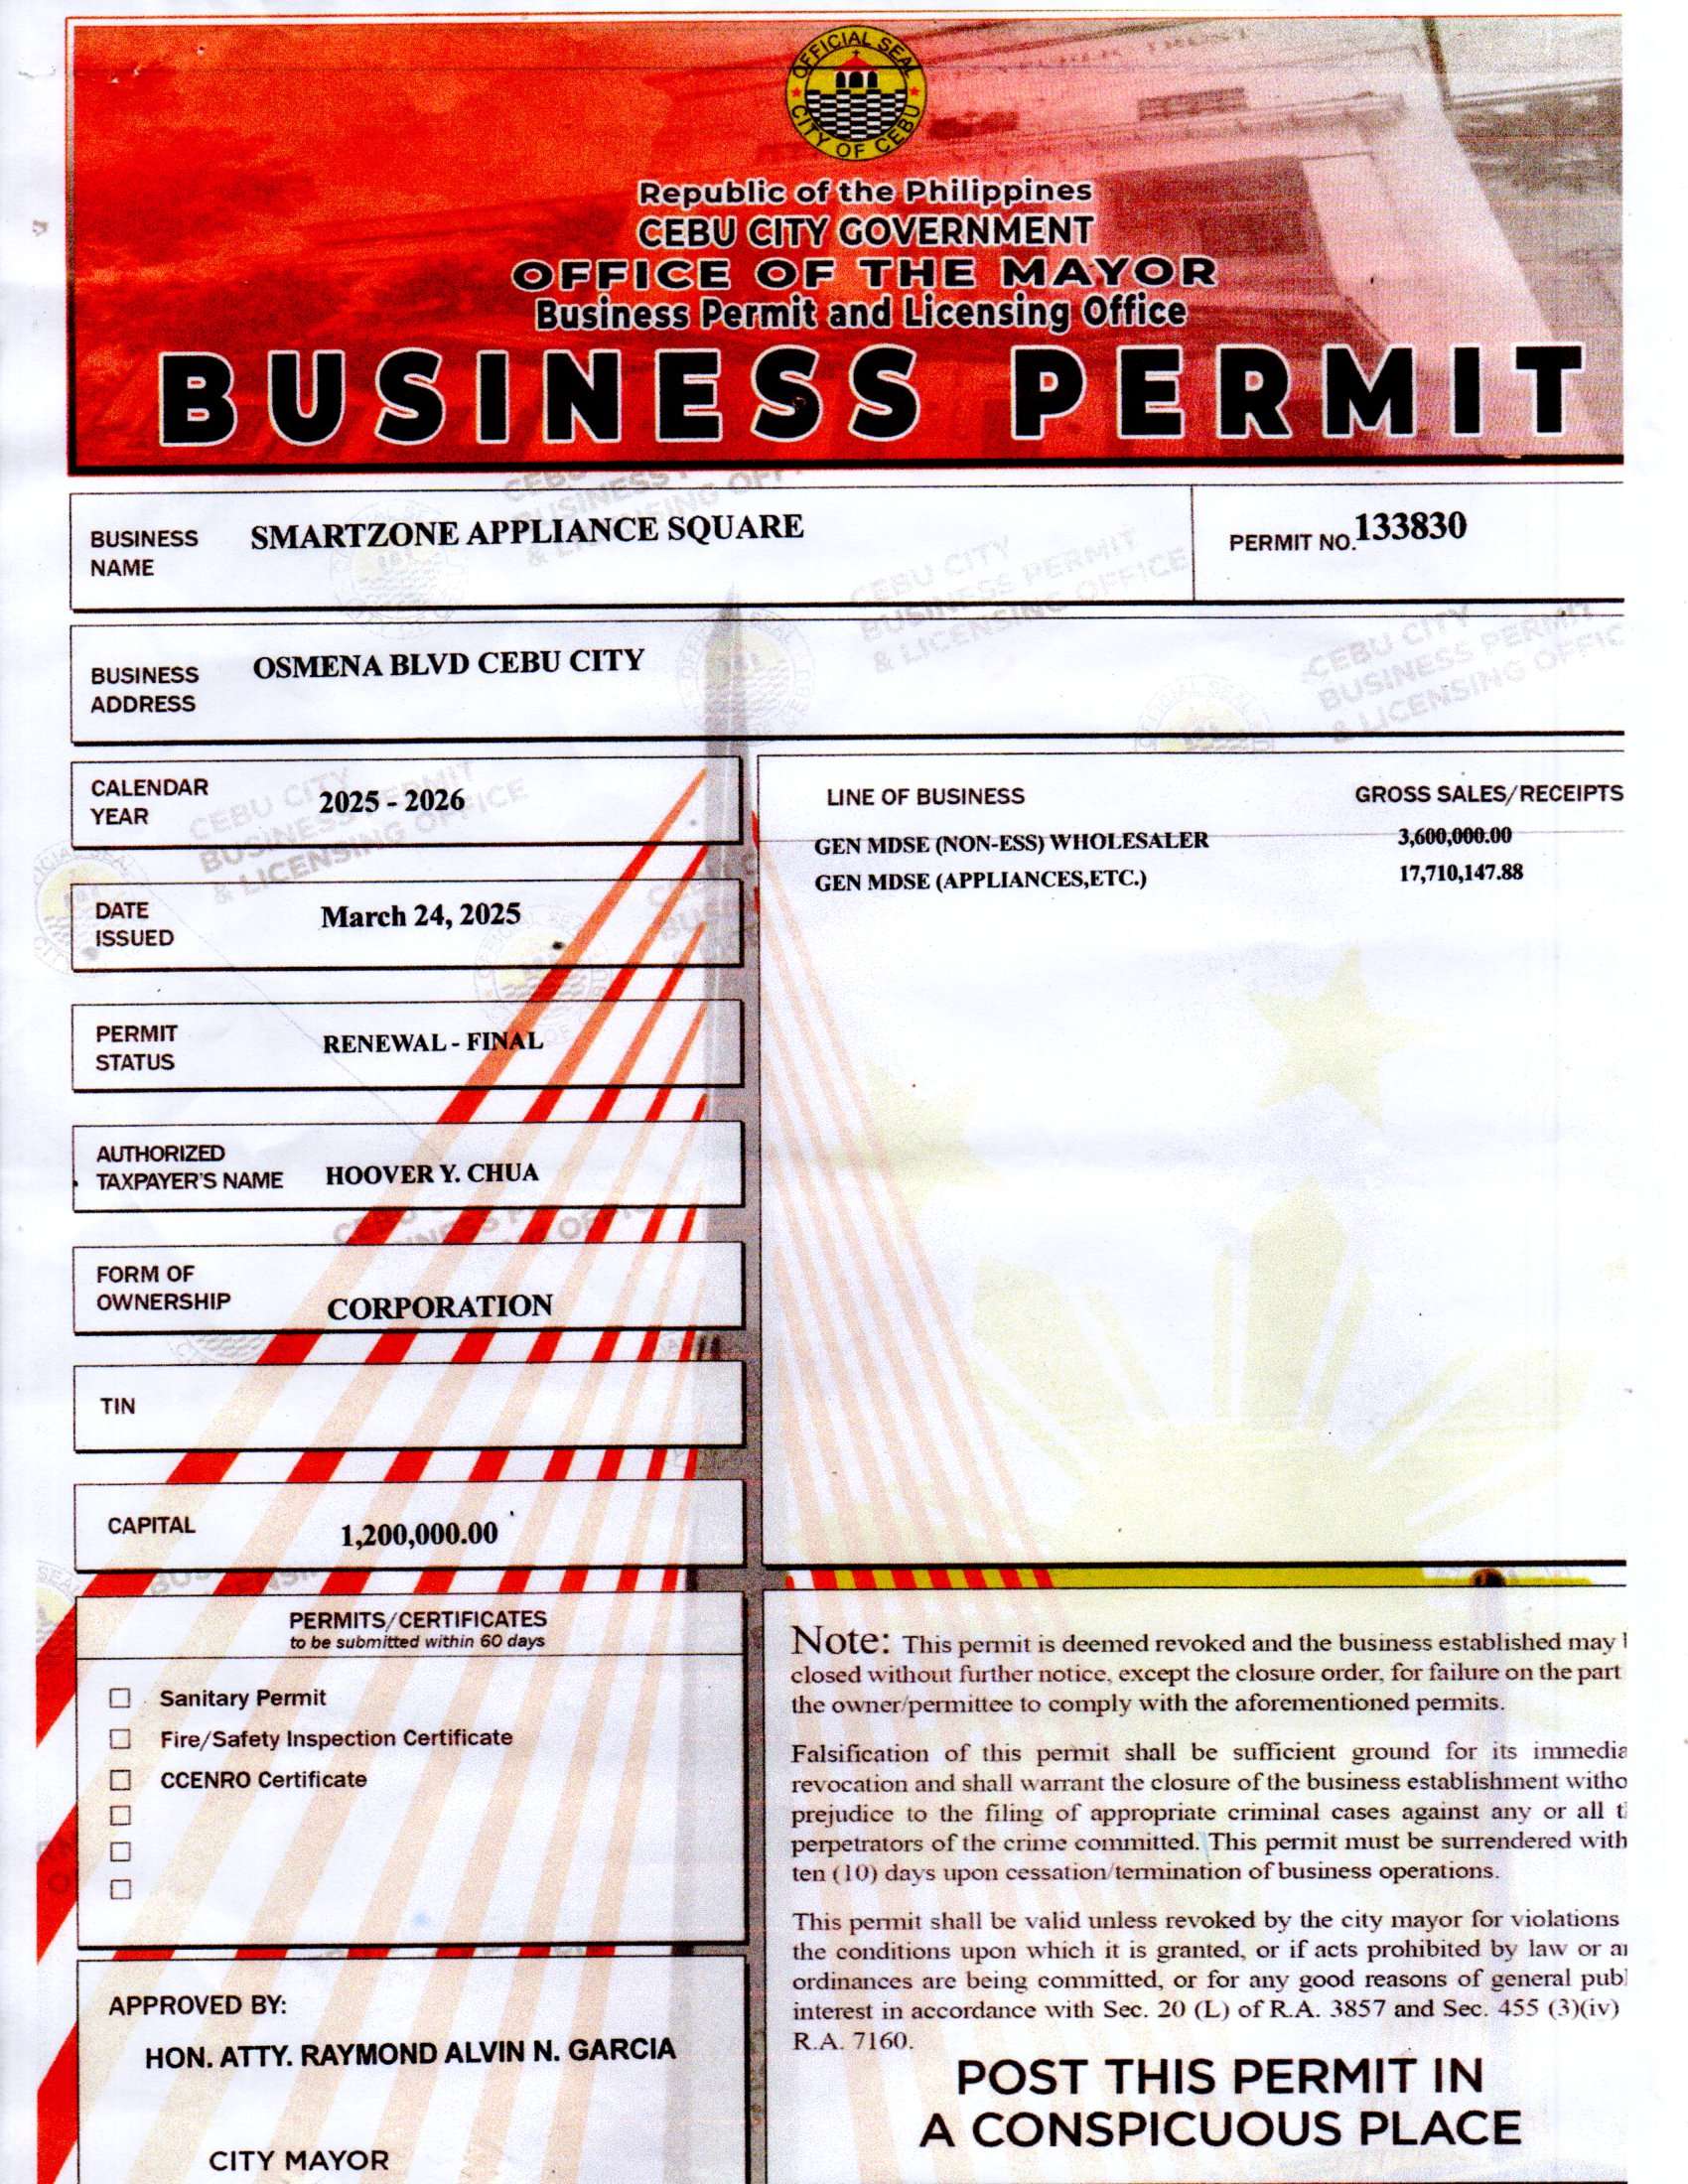 OFFICIAL SEAL
CITY OF CEBU
Republic of the Philippines
CEBU CITY GOVERNMENT
OFFICE OF THE MAYOR
Business Permit and Licensing Office
BUSINESS PERMIT
BUSINESS NAME
SMARTZONE APPLIANCE SQUARE
PERMIT NO. 133830
BUSINESS ADDRESS
OSMENA BLVD CEBU CITY
CALENDAR YEAR
2025 - 2026
DATE ISSUED
March 24, 2025
PERMIT STATUS
RENEWAL - FINAL
AUTHORIZED TAXPAYER'S NAME
HOOVER Y. CHUA
FORM OF OWNERSHIP
CORPORATION
TIN
CAPITAL
1,200,000.00
LINE OF BUSINESS GROSS SALES/RECEIPTS
GEN MDSE (NON-ESS) WHOLESALER 3,600,000.00
GEN MDSE (APPLIANCES,ETC.) 17,710,147.88
PERMITS/CERTIFICATES
to be submitted within 60 days
Sanitary Permit
Fire/Safety Inspection Certificate
CCENRO Certificate
APPROVED BY:
HON. ATTY. RAYMOND ALVIN N. GARCIA
CITY MAYOR
Note: This permit is deemed revoked and the business established may
closed without further notice, except the closure order, for failure on the part
the owner/permittee to comply with the aforementioned permits.
Falsification of this permit shall be sufficient ground for its immedia
revocation and shall warrant the closure of the business establishment witho
prejudice to the filing of appropriate criminal cases against any or all t
perpetrators of the crime committed. This permit must be surrendered with
ten (10) days upon cessation/termination of business operations.
This permit shall be valid unless revoked by the city mayor for violations
the conditions upon which it is granted, or if acts prohibited by law or a
ordinances are being committed, or for any good reasons of general publ
interest in accordance with Sec. 20 (L) of R.A. 3857 and Sec. 455 (3)(iv)
R.A. 7160.
POST THIS PERMIT IN
A CONSPICUOUS PLACE
CEBU CITY
BUSINESS PERMIT
& LICENSING OFFICE